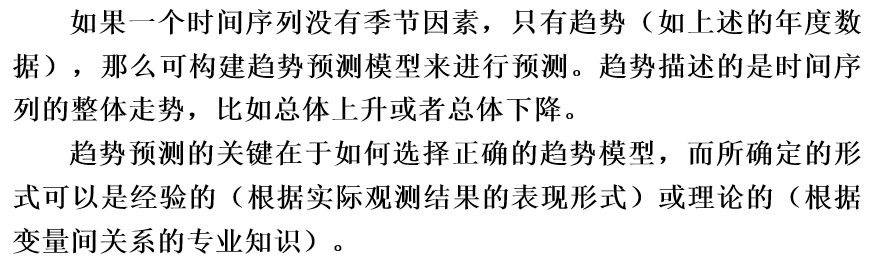 如果一个时间序列没有季节因素，只有趋势（如上述的年度数
据），那么可构建趋势预测模型来进行预测。趋势描述的是时间序
列的整体走势，比如总体上升或者总体下降。
趋势预测的关键在于如何选择正确的趋势模型，而所确定的形
式可以是经验的（根据实际观测结果的表现形式）或理论的（根据
变量间关系的专业知识）。